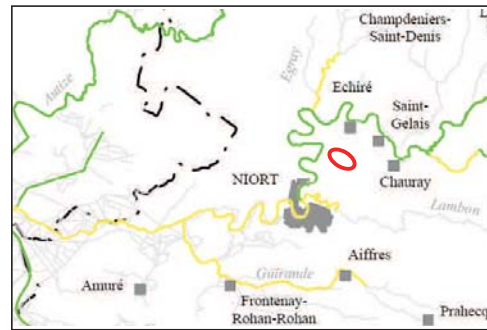 Champdeniers-
Saint-Denis
Egray
Autize
Echiré
Saint-
Gelais
NIORT
Chauray
Lambon
Aiffres
Guirande
Amuré
Frontenay-
Rohan-Rohan
Prahecq